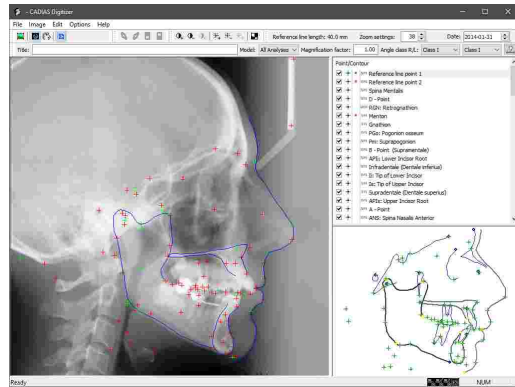 - CADIAS Digitizer
File Image Edit Options Help
Reference line length: 40.0 mm Zoom settings: 38 Date: 2014-01-31
Title: Model: All Analyses Magnification factor: 1.00 Angle class R/L: Class I Class I
Point/Contour
Reference line point 1
Reference line point 2
Spina Mentalis
D - Point
RGN: Retrognathion
Menton
Gnathion
PGo: Pogonion osseum
Pm: Suprapogonion
B - Point (Supramentale)
API: Lower Incisor Root
Infradentale (Dentale inferius)
Ii: Tip of Lower Incisor
Is: Tip of Upper Incisor
Supradentale (Dentale superius)
APIs: Upper Incisor Root
A - Point
ANS: Spina Nasalis Anterior
Ready NUM